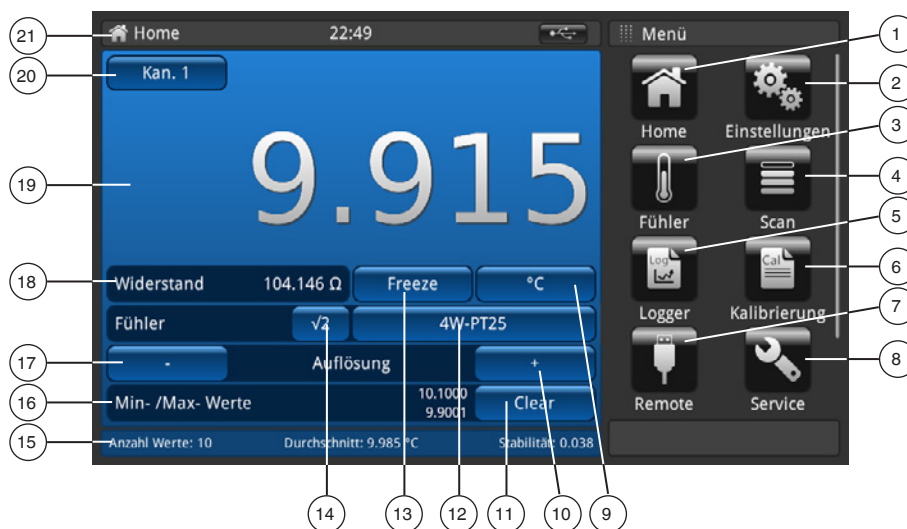 21 Home 22:49 Menü 1
20 Kan. 1
Home Einstellungen 2
3
19 9.915
4
Fühler Scan
5
18 Widerstand 104.146 Ω Freeze °C
6
Fühler √2 4W-PT25
Log Cal
Logger Kalibrierung
7
17 - Auflösung +
8
16 Min- /Max- Werte 10.1000 9.9001 Clear
Remote Service
15 Anzahl Werte: 10 Durchschnitt: 9.985 °C Stabilität: 0.038
14 13 12 11 10 9